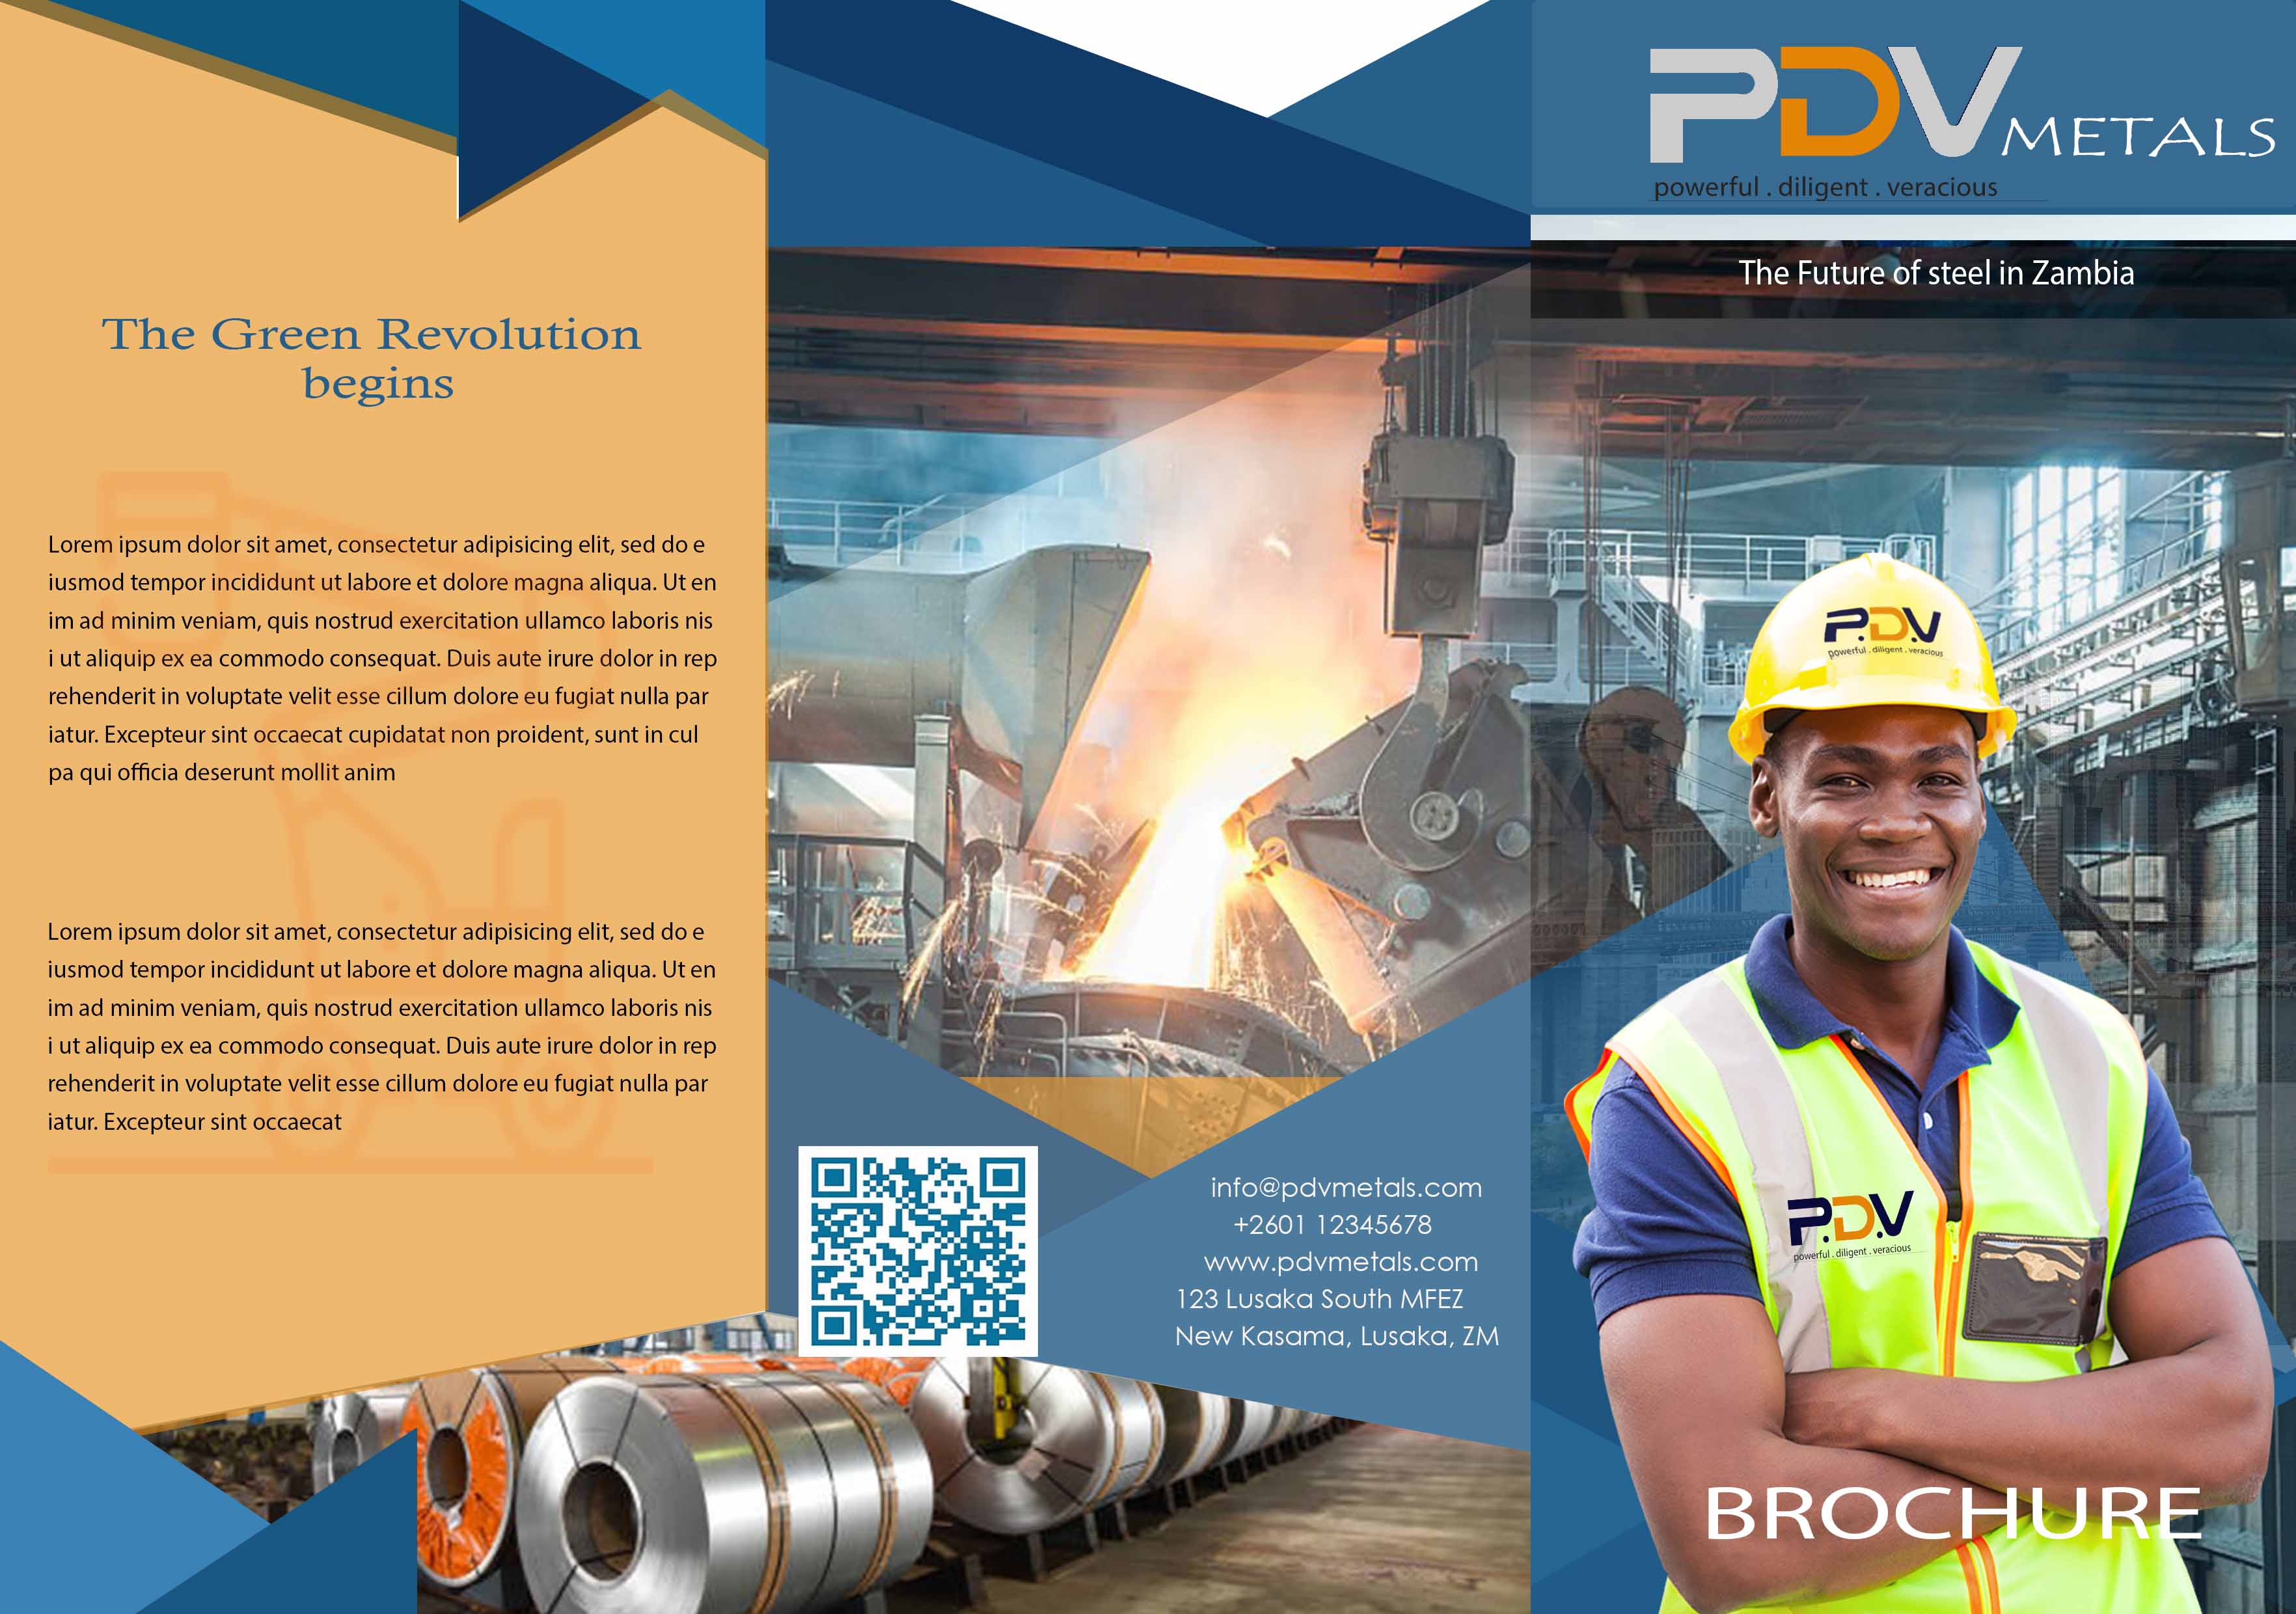 The Green Revolution
begins
Lorem ipsum dolor sit amet, consectetur adipisicing elit, sed do e
iusmod tempor incididunt ut labore et dolore magna aliqua. Ut en
im ad minim veniam, quis nostrud exercitation ullamco laboris nis
i ut aliquip ex ea commodo consequat. Duis aute irure dolor in rep
rehenderit in voluptate velit esse cillum dolore eu fugiat nulla par
iatur. Excepteur sint occaecat cupidatat non proident, sunt in cul
pa qui officia deserunt mollit anim
Lorem ipsum dolor sit amet, consectetur adipisicing elit, sed do e
iusmod tempor incididunt ut labore et dolore magna aliqua. Ut en
im ad minim veniam, quis nostrud exercitation ullamco laboris nis
i ut aliquip ex ea commodo consequat. Duis aute irure dolor in rep
rehenderit in voluptate velit esse cillum dolore eu fugiat nulla par
iatur. Excepteur sint occaecat
info@pdvmetals.com
+2601 12345678
www.pdvmetals.com
123 Lusaka South MFEZ
New Kasama, Lusaka, ZM
PDV METALS
powerful . diligent . veracious
The Future of steel in Zambia
P.D.V
powerful . diligent . veracious
P.D.V
powerful . diligent . veracious
BROCHURE